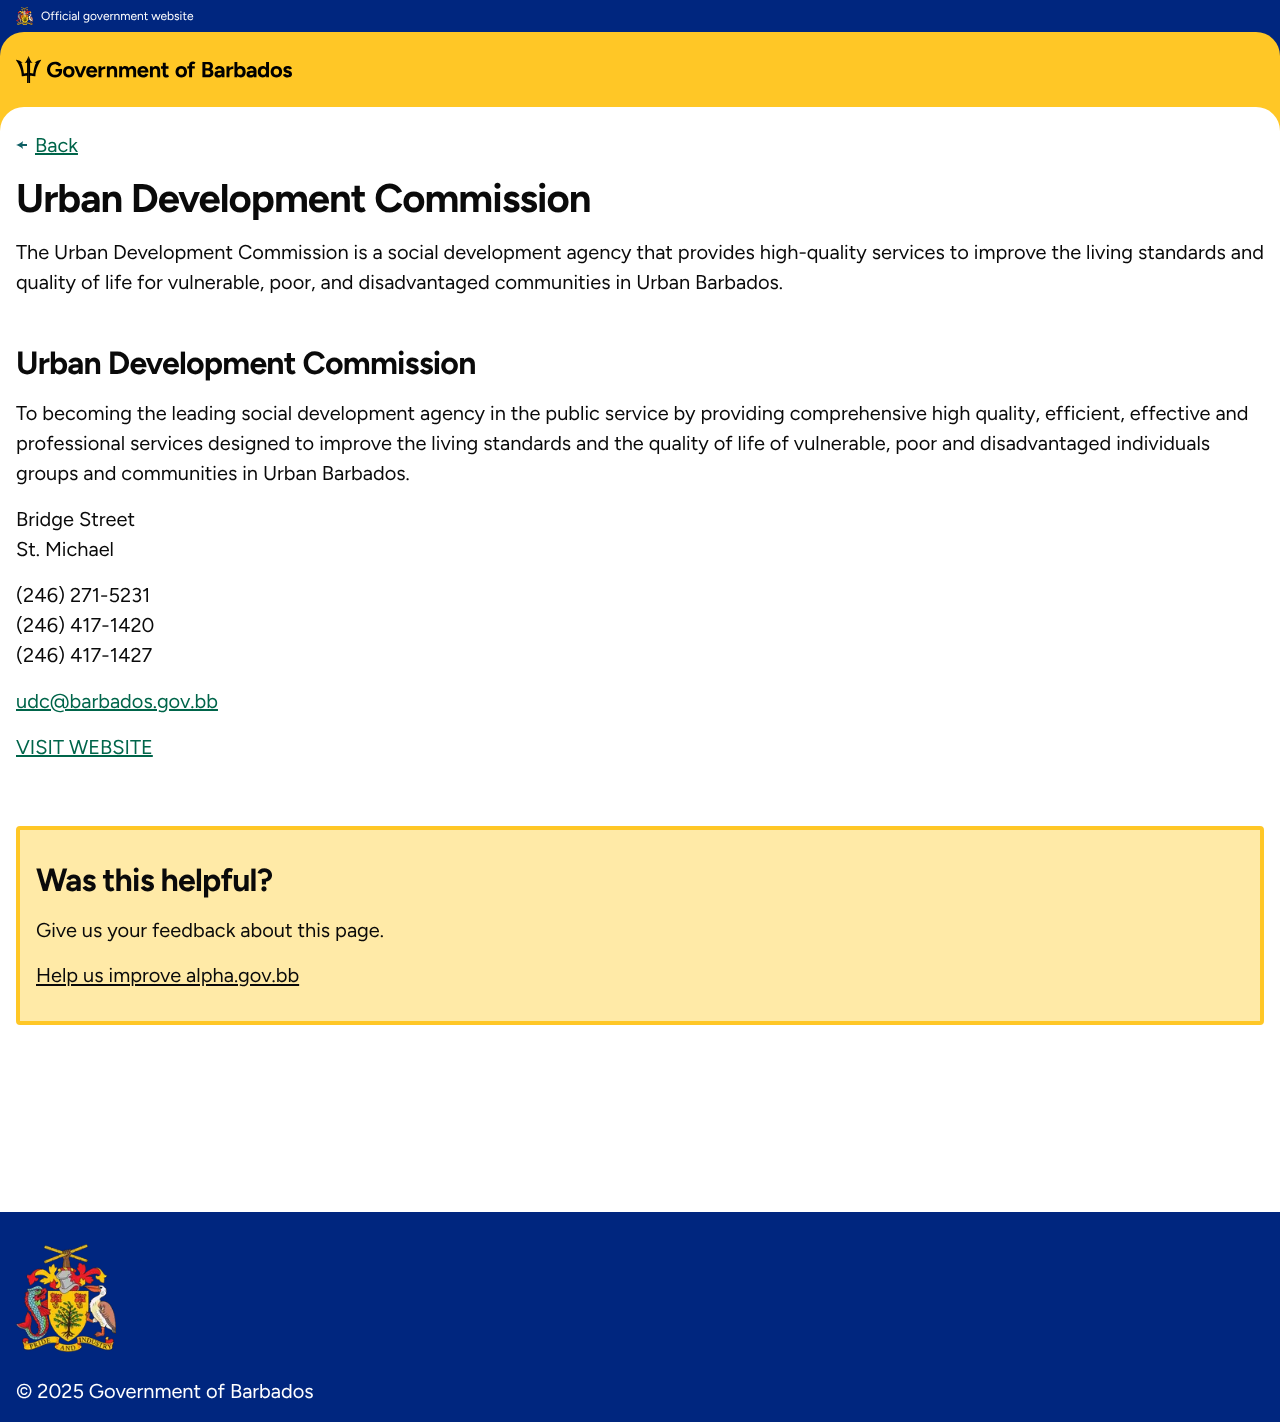 Official government website
Government of Barbados
Back
Urban Development Commission
The Urban Development Commission is a social development agency that provides high-quality services to improve the living standards and
quality of life for vulnerable, poor, and disadvantaged communities in Urban Barbados.
Urban Development Commission
To becoming the leading social development agency in the public service by providing comprehensive high quality, efficient, effective and
professional services designed to improve the living standards and the quality of life of vulnerable, poor and disadvantaged individuals
groups and communities in Urban Barbados.
Bridge Street
St. Michael
(246) 271-5231
(246) 417-1420
(246) 417-1427
udc@barbados.gov.bb
VISIT WEBSITE
Was this helpful?
Give us your feedback about this page.
Help us improve alpha.gov.bb
PRIDE AND INDUSTRY
© 2025 Government of Barbados